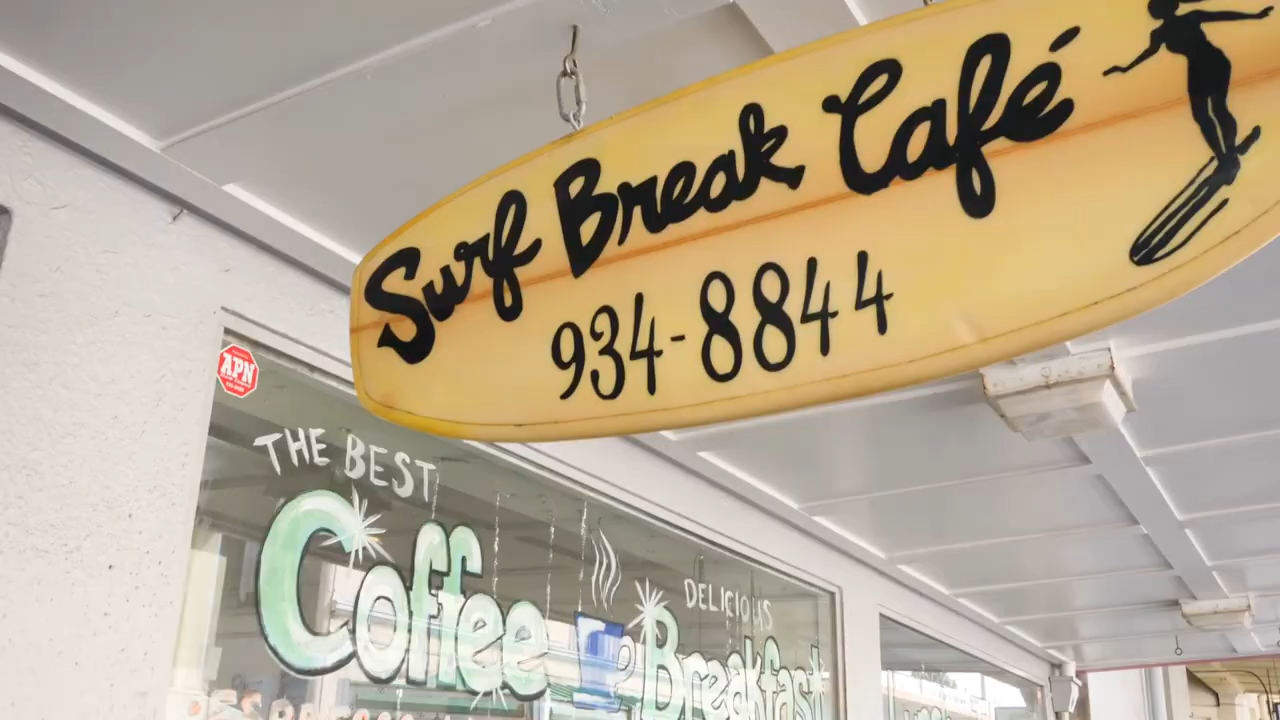 Surf Break Café
934-8844
APN
THE BEST
Coffee
DELICIOUS
Breakfast